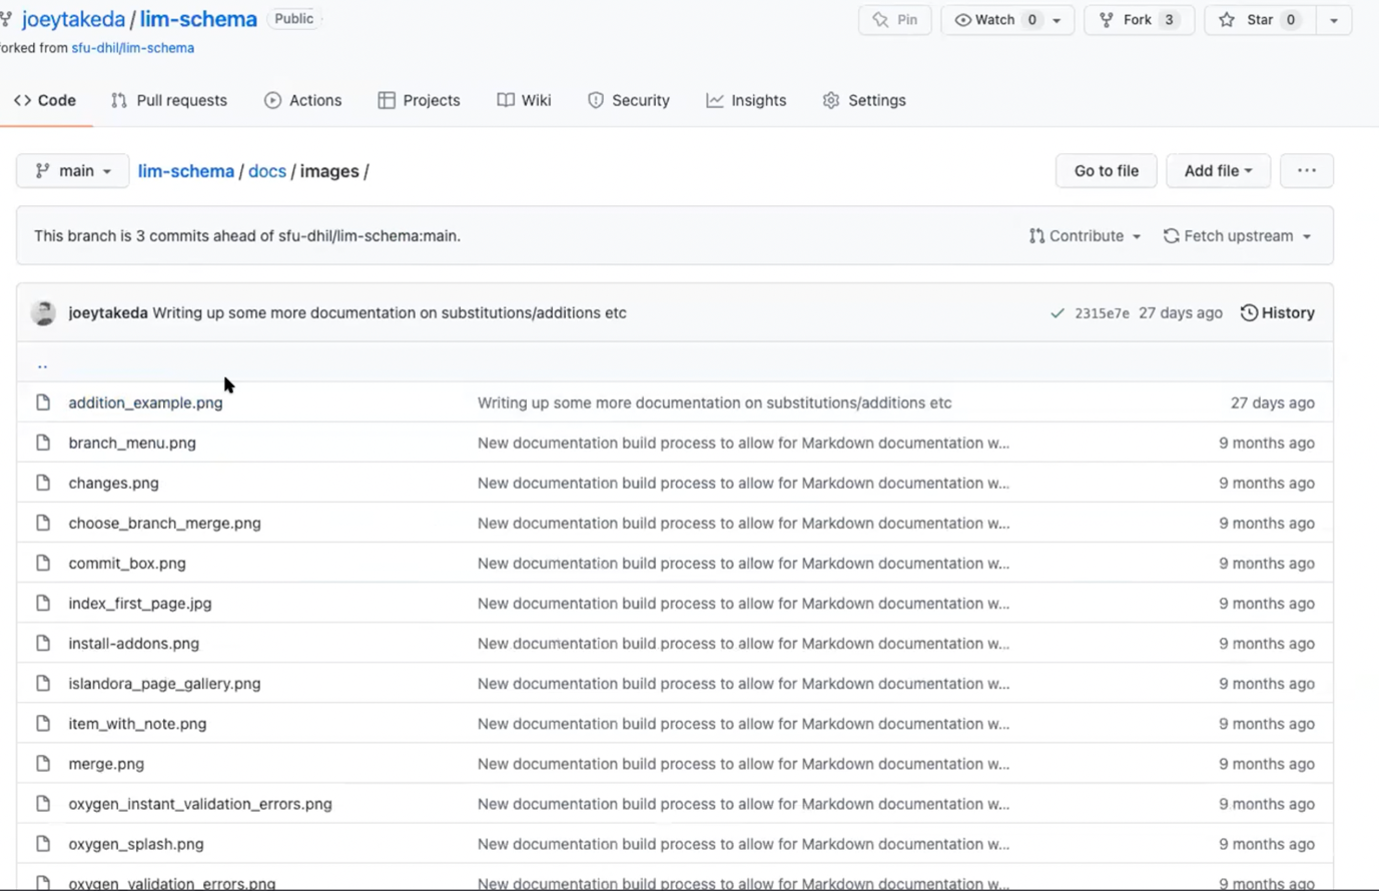 joeytakeda / lim-schema Public
Pin Watch 0 Fork 3 Star 0
forked from sfu-dhil/lim-schema
<> Code Pull requests Actions Projects Wiki Security Insights Settings
main lim-schema / docs / images / Go to file Add file ...
This branch is 3 commits ahead of sfu-dhil/lim-schema:main. Contribute Fetch upstream
joeytakeda Writing up some more documentation on substitutions/additions etc 2315e7e 27 days ago History
..
addition_example.png Writing up some more documentation on substitutions/additions etc 27 days ago
branch_menu.png New documentation build process to allow for Markdown documentation w... 9 months ago
changes.png New documentation build process to allow for Markdown documentation w... 9 months ago
choose_branch_merge.png New documentation build process to allow for Markdown documentation w... 9 months ago
commit_box.png New documentation build process to allow for Markdown documentation w... 9 months ago
index_first_page.jpg New documentation build process to allow for Markdown documentation w... 9 months ago
install-addons.png New documentation build process to allow for Markdown documentation w... 9 months ago
islandora_page_gallery.png New documentation build process to allow for Markdown documentation w... 9 months ago
item_with_note.png New documentation build process to allow for Markdown documentation w... 9 months ago
merge.png New documentation build process to allow for Markdown documentation w... 9 months ago
oxygen_instant_validation_errors.png New documentation build process to allow for Markdown documentation w... 9 months ago
oxygen_splash.png New documentation build process to allow for Markdown documentation w... 9 months ago
oxygen_validation_errors.png New documentation build process to allow for Markdown documentation w... 9 months ago